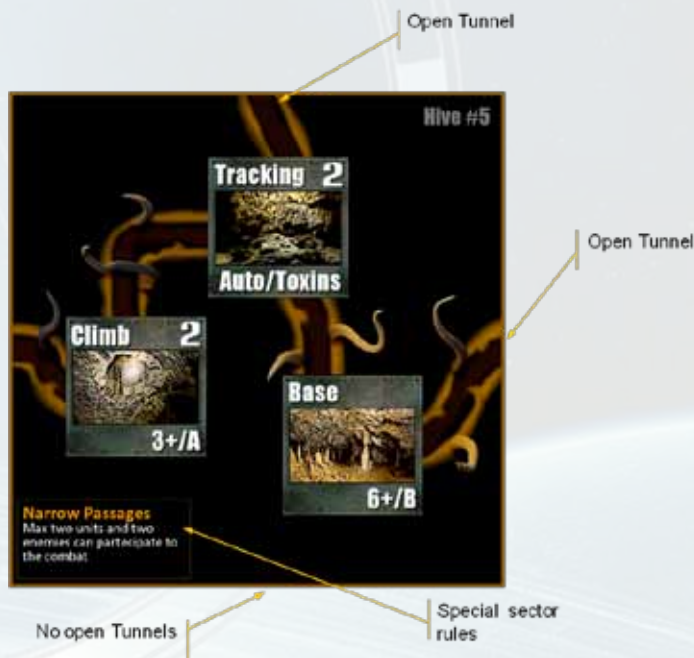 Open Tunnel
Hive #5
Tracking 2
Auto/Toxins
Open Tunnel
Climb 2
3+/A
Base
6+/B
Narrow Passages
Max two units and two
enemies can partecipate to
the combat.
No open Tunnels
Special sector
rules